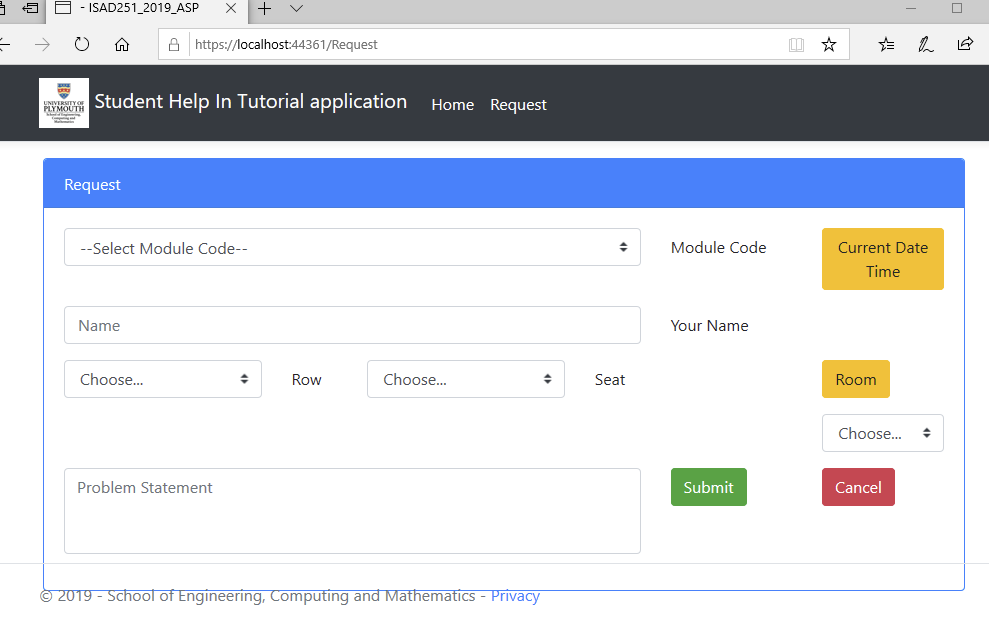 - ISAD251_2019_ASP
https://localhost:44361/Request
UNIVERSITY OF
PLYMOUTH
School of Engineering,
Computing and
Mathematics
Student Help In Tutorial application
Home
Request
Request
--Select Module Code--
Module Code
Current Date
Time
Name
Your Name
Choose...
Row
Choose...
Seat
Room
Choose...
Problem Statement
Submit
Cancel
© 2019 - School of Engineering, Computing and Mathematics - Privacy